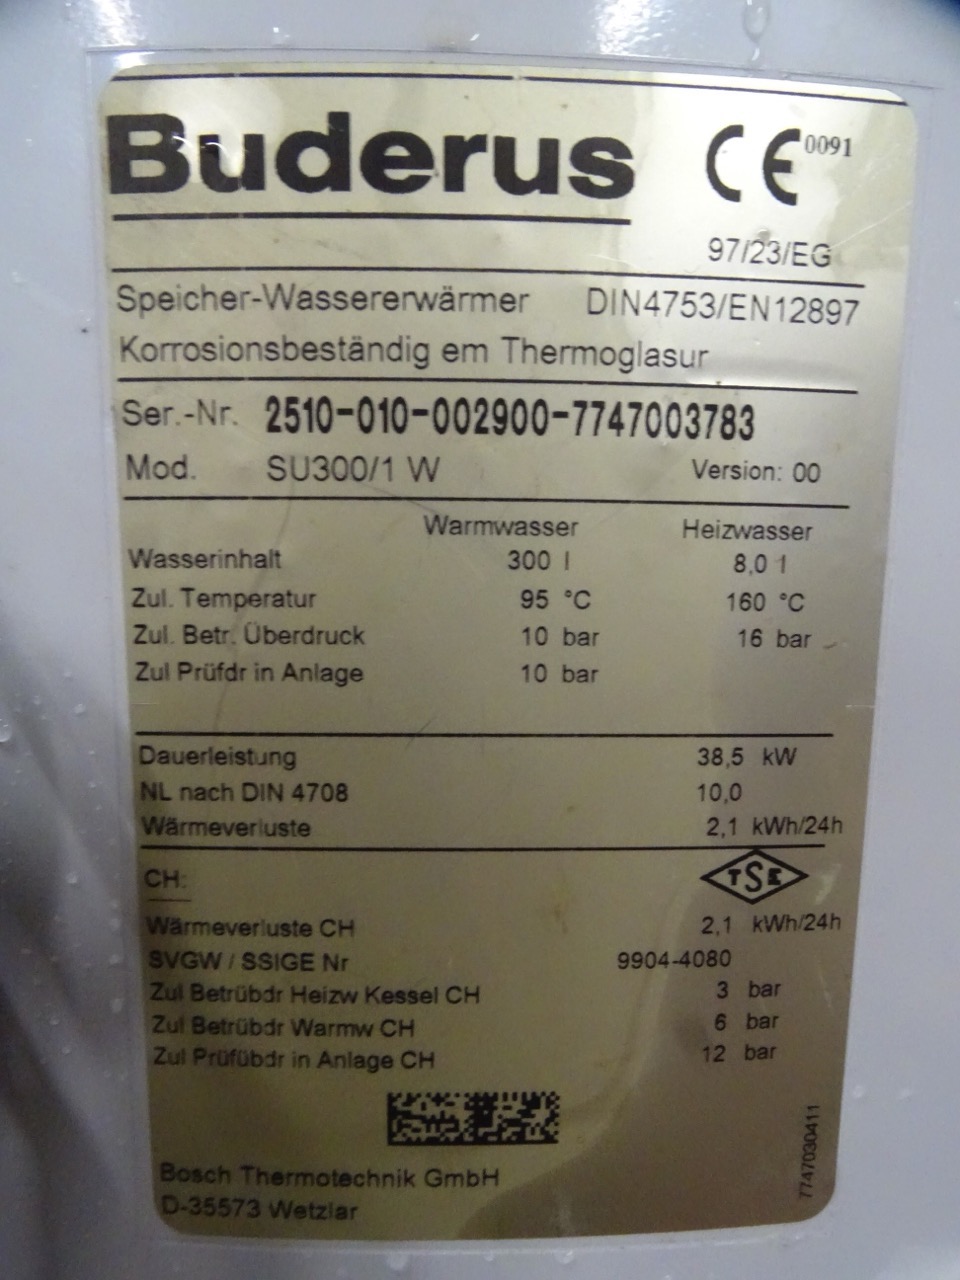 Buderus CE 0091
97/23/EG
Speicher-Wassererwärmer DIN4753/EN12897
Korrosionsbeständig em Thermoglasur
Ser.-Nr. 2510-010-002900-7747003783
Mod. SU300/1 W Version: 00
Warmwasser Heizwasser
Wasserinhalt 300 l 8,0 l
Zul. Temperatur 95 °C 160 °C
Zul. Betr. Überdruck 10 bar 16 bar
Zul Prüfdr in Anlage 10 bar
Dauerleistung 38,5 kW
NL nach DIN 4708 10,0
Wärmeverluste 2,1 kWh/24h
CH: TSE
Wärmeverluste CH 2,1 kWh/24h
SVGW / SSIGE Nr 9904-4080
Zul Betrübdr Heizw Kessel CH 3 bar
Zul Betrübdr Warmw CH 6 bar
Zul Prüfübdr in Anlage CH 12 bar
Bosch Thermotechnik GmbH
D-35573 Wetzlar
7747030411